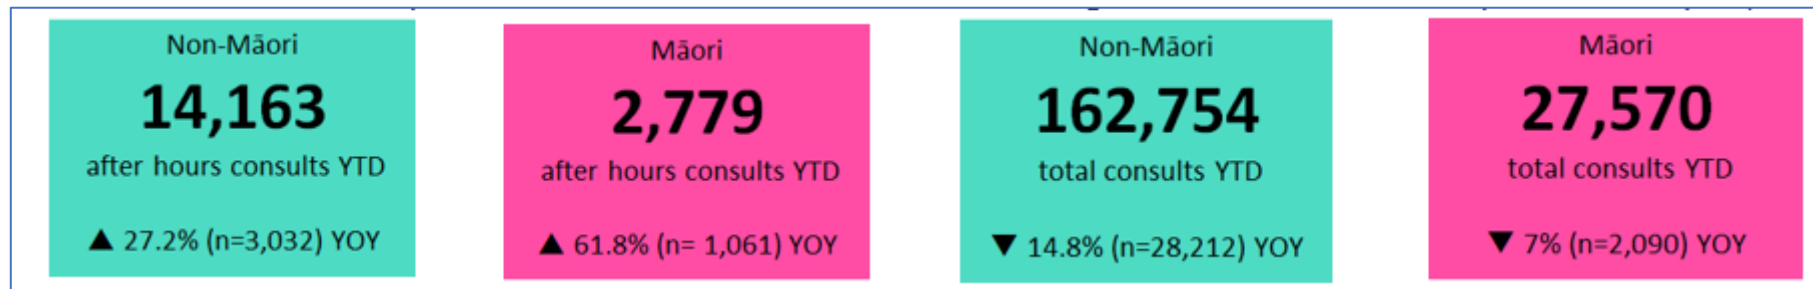 Non-Māori
14,163
after hours consults YTD
▲ 27.2% (n=3,032) YOY
Māori
2,779
after hours consults YTD
▲ 61.8% (n= 1,061) YOY
Non-Māori
162,754
total consults YTD
▼ 14.8% (n=28,212) YOY
Māori
27,570
total consults YTD
▼ 7% (n=2,090) YOY